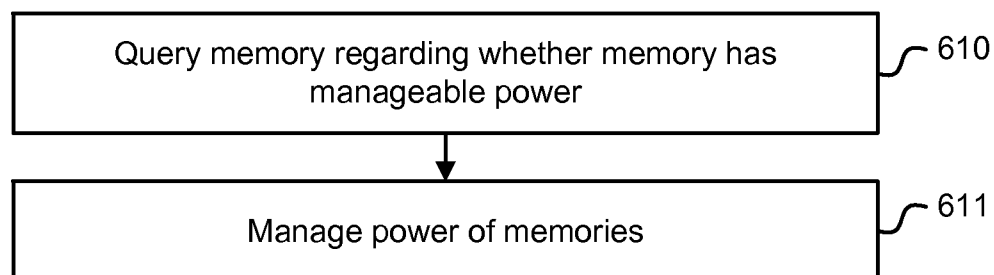 Query memory regarding whether memory has
manageable power
610
Manage power of memories
611